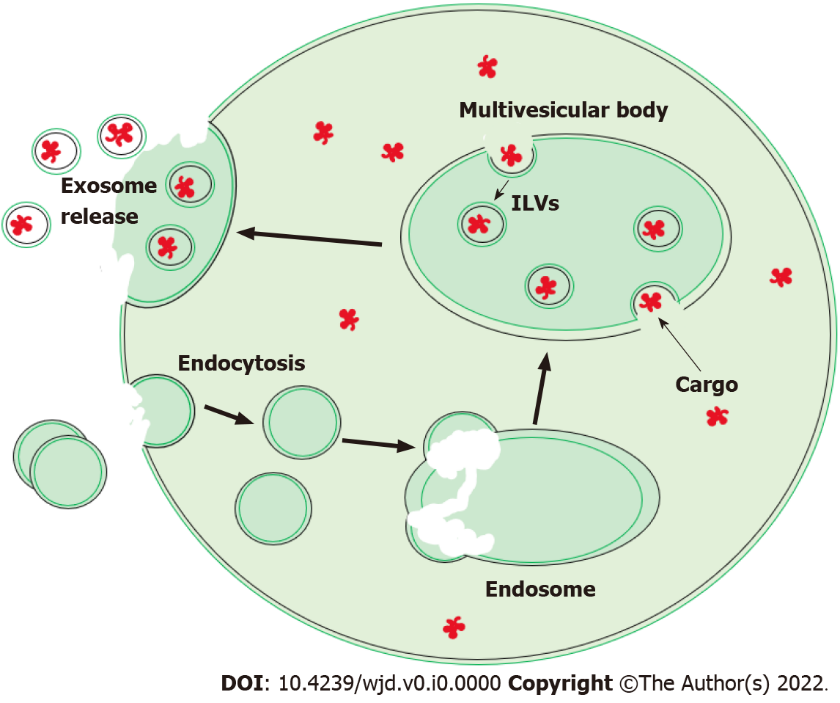 Multivesicular body
Exosome
release
ILVs
Endocytosis
Cargo
Endosome
DOI: 10.4239/wjd.v0.i0.0000 Copyright ©The Author(s) 2022.